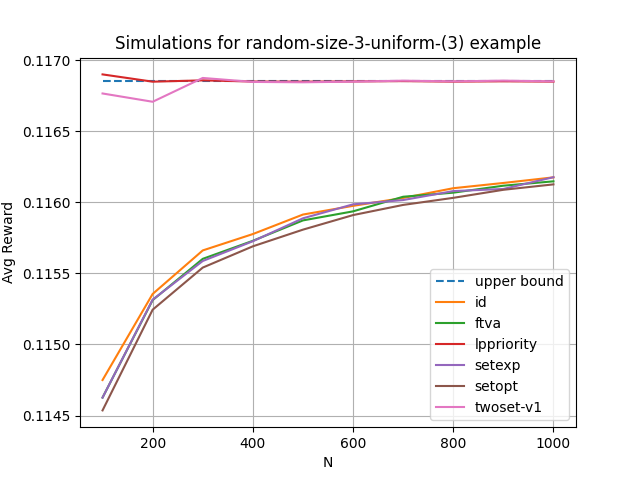 Simulations for random-size-3-uniform-(3) example
Avg Reward
0.1170
0.1165
0.1160
0.1155
0.1150
0.1145
200
400
600
800
1000
N
upper bound
id
ftva
lppriority
setexp
setopt
twoset-v1